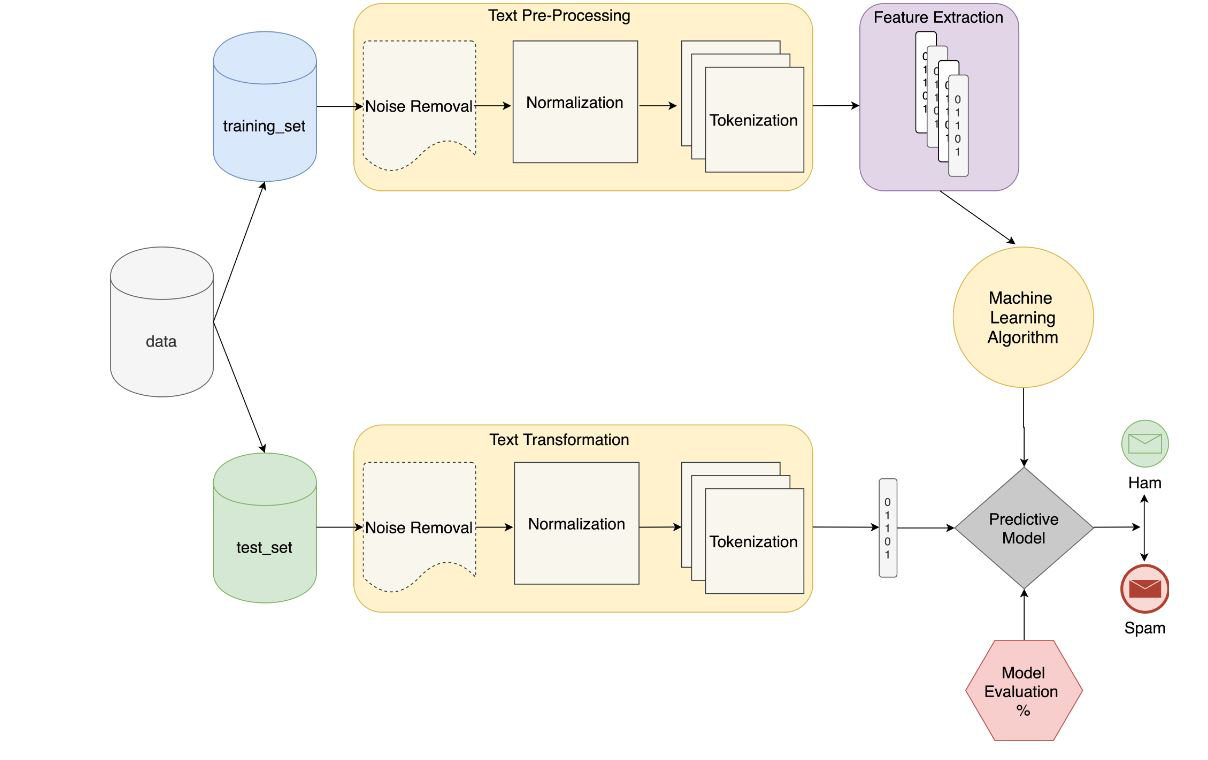 Text Pre-Processing
Feature Extraction
training_set
Noise Removal
Normalization
Tokenization
0
1
1
0
1
data
Machine
Learning
Algorithm
Text Transformation
test_set
Noise Removal
Normalization
Tokenization
0
1
1
0
1
Predictive
Model
Ham
Spam
Model
Evaluation
%